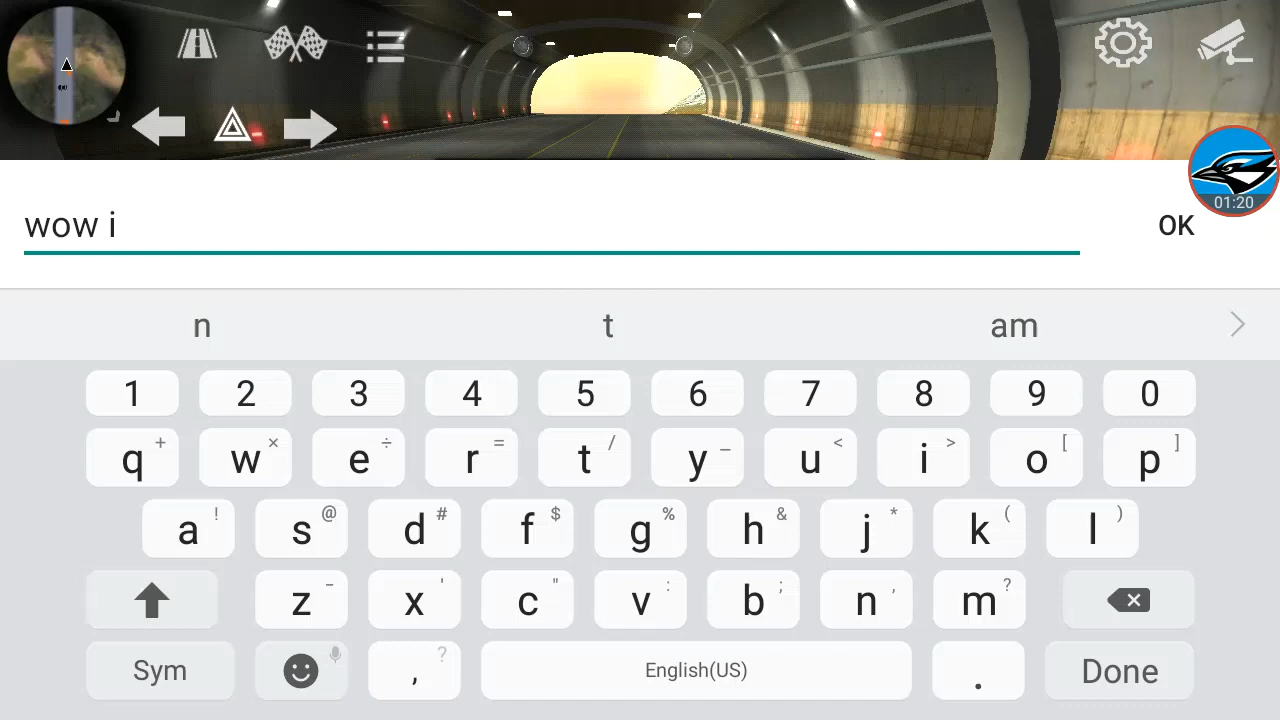 01:20
wow i
OK
n t am
1 2 3 4 5 6 7 8 9 0
q + w × e ÷ r = t / y _ u < i > o [ p ]
a ! s @ d # f $ g % h & j * k ( l )
z - x ' c " v : b ; n , m ?
Sym , ? English(US) . Done